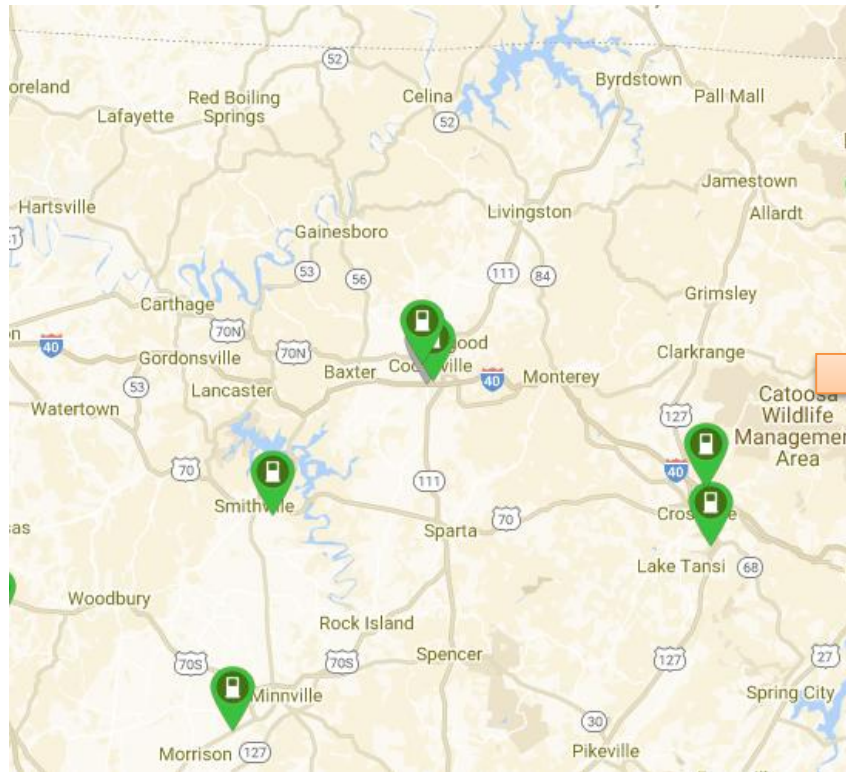 52
oreland
Red Boiling
Springs
Celina
Byrdstown
Pall Mall
Lafayette
52
Jamestown
Hartsville
Livingston
Allardt
Gainesboro
53
56
111
84
Grimsley
Carthage
70N
40
Gordonsville
70N
Baxter
Clarkrange
40
Monterey
53
Lancaster
Catoosa
Wildlife
Managemen
Area
Watertown
127
70
40
111
Smithville
70
Sparta
sas
Lake Tansi
68
Woodbury
Rock Island
70S
70S
Spencer
127
27
Minnville
Spring City
30
Morrison
127
Pikeville